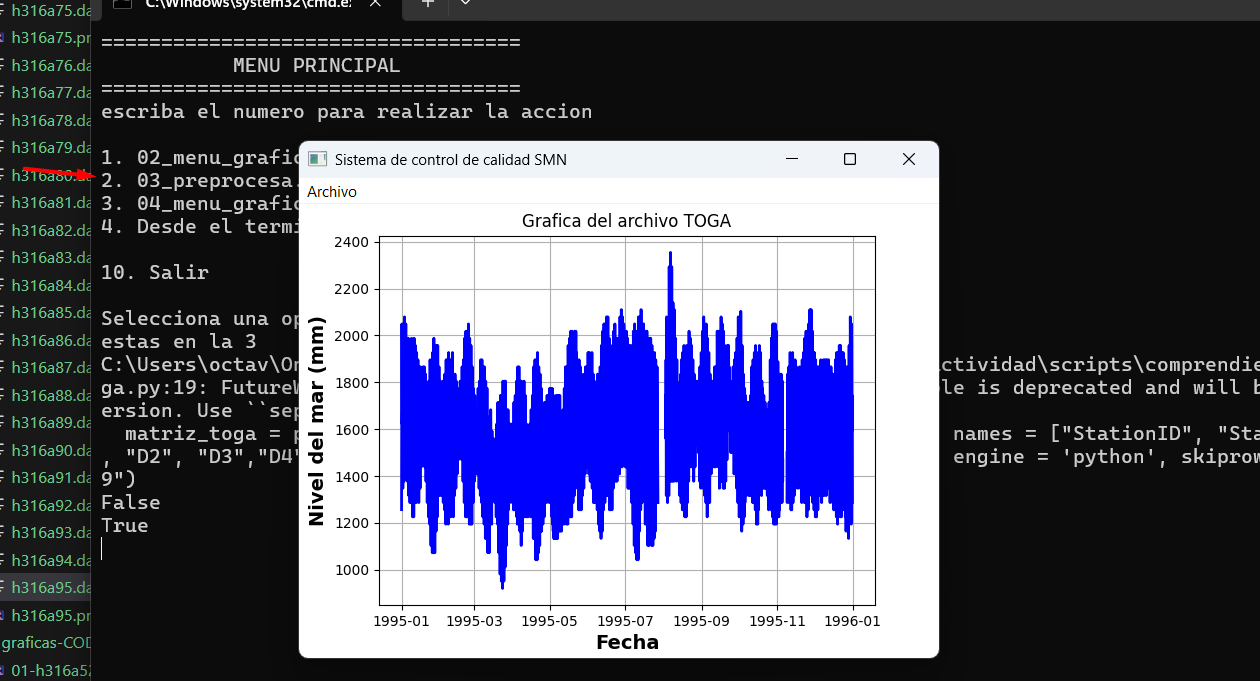 h316a75.da
h316a75.pr
h316a76.da
h316a77.da
h316a78.da
h316a79.da
h316a80.da
h316a81.da
h316a82.da
h316a83.da
h316a84.da
h316a85.da
h316a86.da
h316a87.da
h316a88.da
h316a89.da
h316a90.da
h316a91.da
h316a92.da
h316a93.da
h316a94.da
h316a95.da
h316a95.pr
graficas-COD
01-h316a52
C:\Windows\system32\cmd.e
===================================
MENU PRINCIPAL
===================================
escriba el numero para realizar la accion
1. 02_menu_grafic
2. 03_preprocesa.
3. 04_menu_grafic
4. Desde el termi
10. Salir
Selecciona una op
estas en la 3
C:\Users\octav\On ctividad\scripts\comprendie
ga.py:19: FutureW le is deprecated and will b
ersion. Use ``sep
matriz_toga = p names = ["StationID", "Sta
, "D2", "D3","D4" engine = 'python', skiprow
9")
False
True
Sistema de control de calidad SMN
Archivo
Grafica del archivo TOGA
Nivel del mar (mm)
2400
2200
2000
1800
1600
1400
1200
1000
1995-01 1995-03 1995-05 1995-07 1995-09 1995-11 1996-01
Fecha